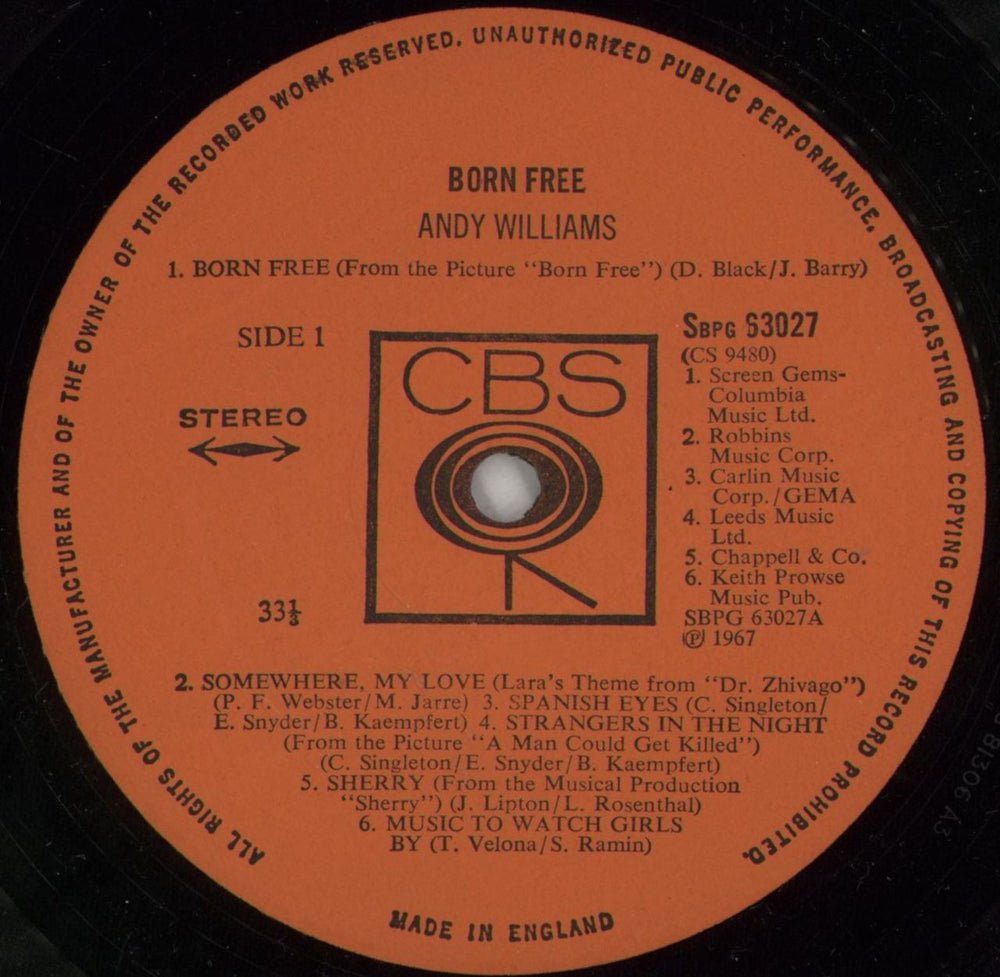 ALL RIGHTS OF THE MANUFACTURER AND OF THE OWNER OF THE RECORDED WORK RESERVED. UNAUTHORIZED PUBLIC PERFORMANCE, BROADCASTING AND COPYING OF THIS RECORD PROHIBITED.
BORN FREE
ANDY WILLIAMS
1. BORN FREE (From the Picture "Born Free") (D. Black/J. Barry)
SIDE 1
STEREO
33⅓
CBS
SBPG 63027
(CS 9480)
1. Screen Gems-
Columbia
Music Ltd.
2. Robbins
Music Corp.
3. Carlin Music
Corp./GEMA
4. Leeds Music
Ltd.
5. Chappell & Co.
6. Keith Prowse
Music Pub.
SBPG 63027A
Ⓟ 1967
2. SOMEWHERE, MY LOVE (Lara's Theme from "Dr. Zhivago")
(P. F. Webster/M. Jarre) 3. SPANISH EYES (C. Singleton/
E. Snyder/B. Kaempfert) 4. STRANGERS IN THE NIGHT
(From the Picture "A Man Could Get Killed")
(C. Singleton/E. Snyder/B. Kaempfert)
5. SHERRY (From the Musical Production
"Sherry") (J. Lipton/L. Rosenthal)
6. MUSIC TO WATCH GIRLS
BY (T. Velona/S. Ramin)
MADE IN ENGLAND